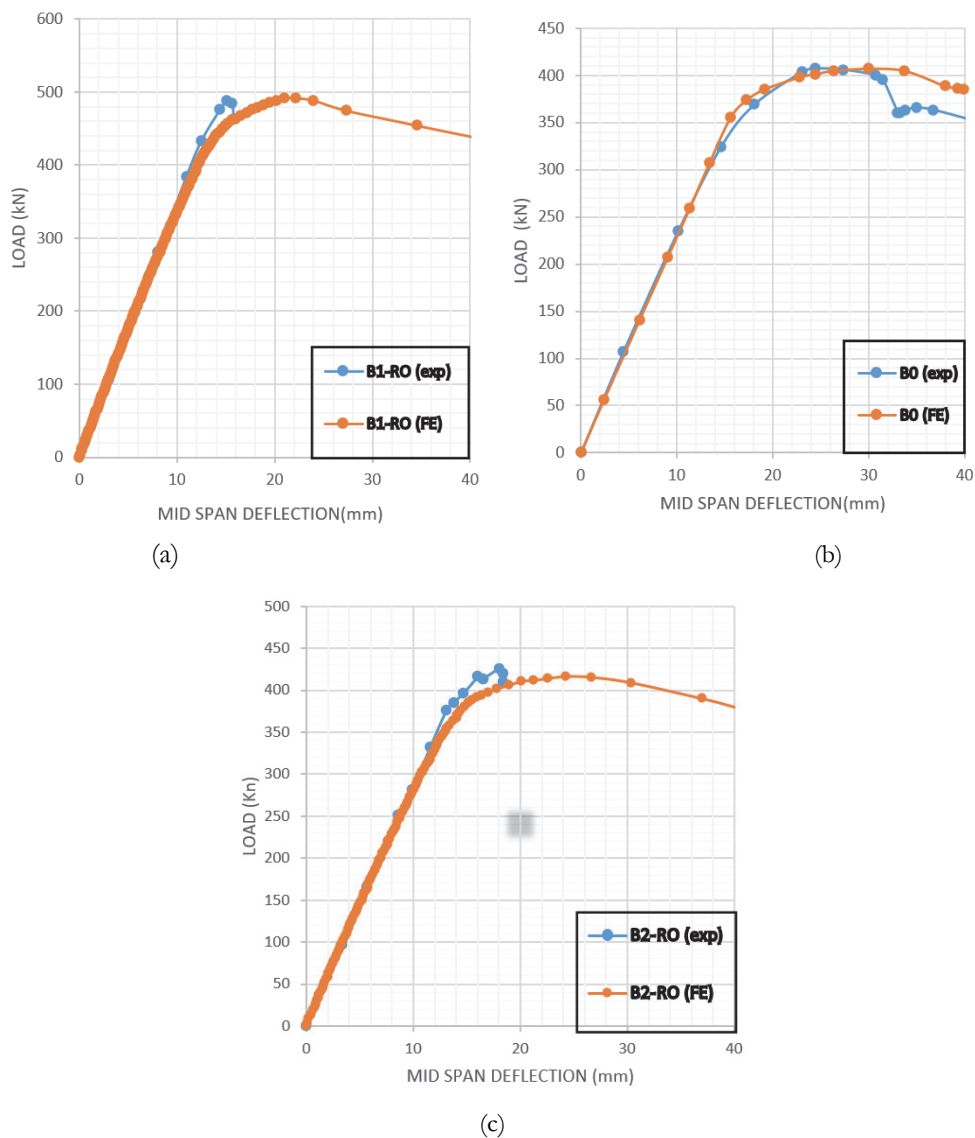 600
500
400
300
200
100
0
LOAD (kN)
B1-RO (exp)
B1-RO (FE)
0 10 20 30 40
MID SPAN DEFLECTION(mm)
(a)
450
400
350
300
250
200
150
100
50
0
LOAD (kN)
B0 (exp)
B0 (FE)
0 10 20 30 40
MID SPAN DEFLECTION(mm)
(b)
500
450
400
350
300
250
200
150
100
50
0
LOAD (Kn)
B2-RO (exp)
B2-RO (FE)
0 10 20 30 40
MID SPAN DEFLECTION (mm)
(c)